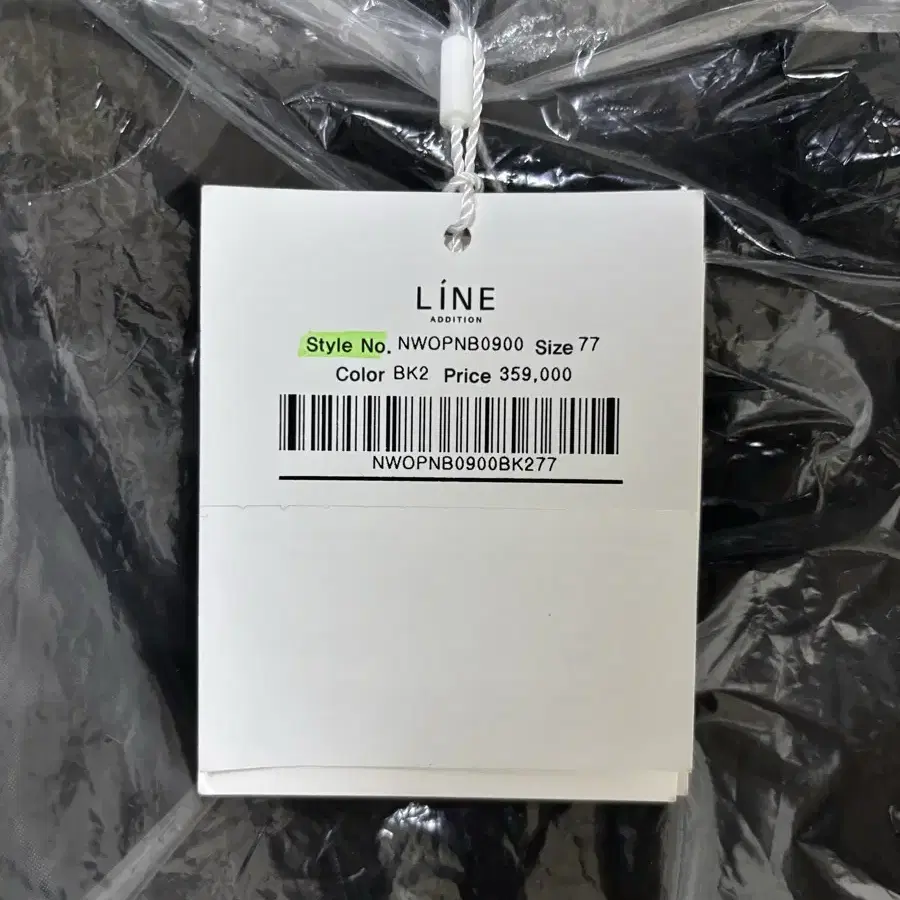 LÍNE
ADDITION
Style No. NWOPNB0900 Size 77
Color BK2 Price 359,000
NWOPNB0900BK277